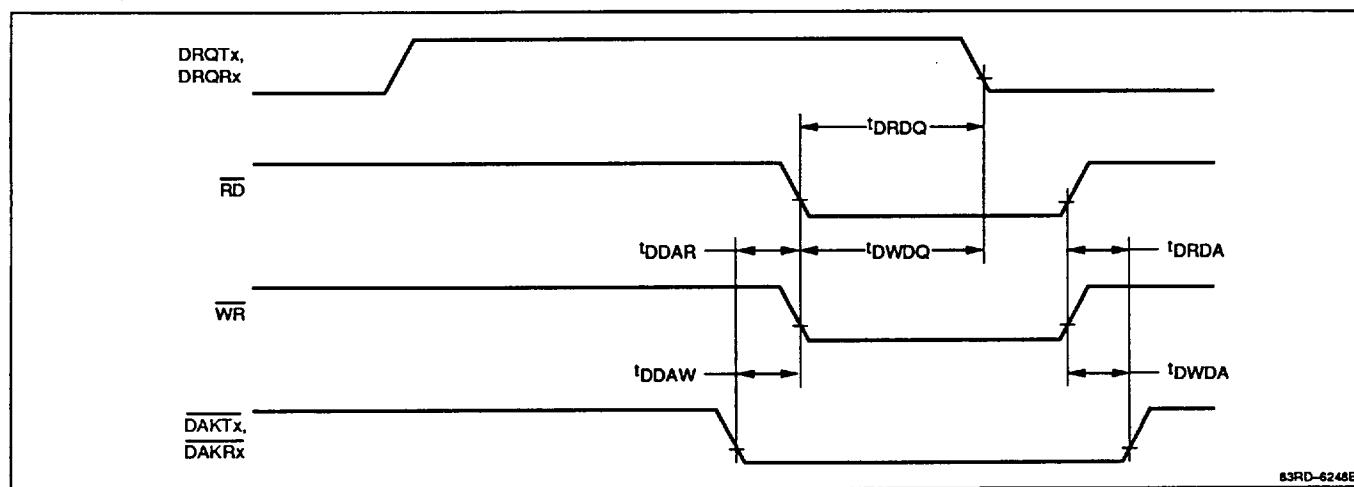 DRQTx,
DRQRx
tDRDQ
RD
tDDAR
tDWDQ
tDRDA
WR
tDDAW
tDWDA
DAKTx,
DAKRx
83RD-6248B